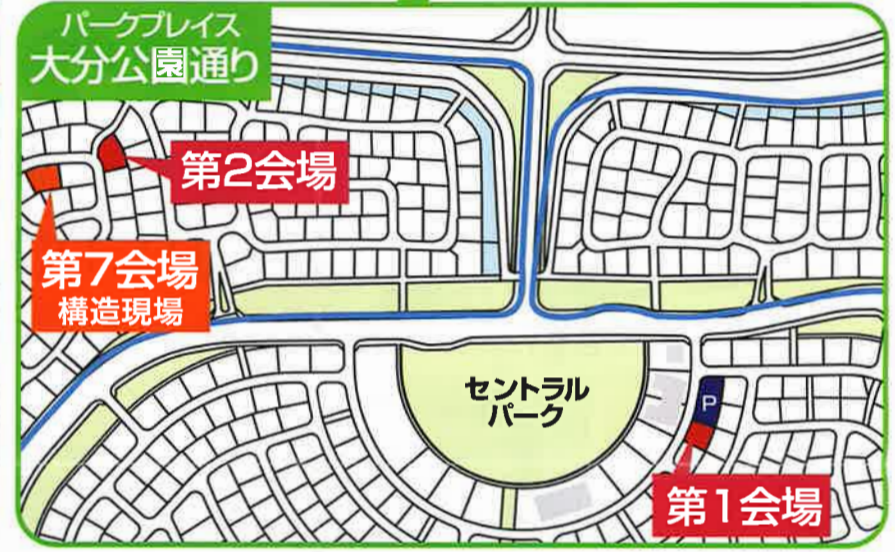 パークプレイス
大分公園通り
第2会場
第7会場
構造現場
セントラル
パーク
P
第1会場